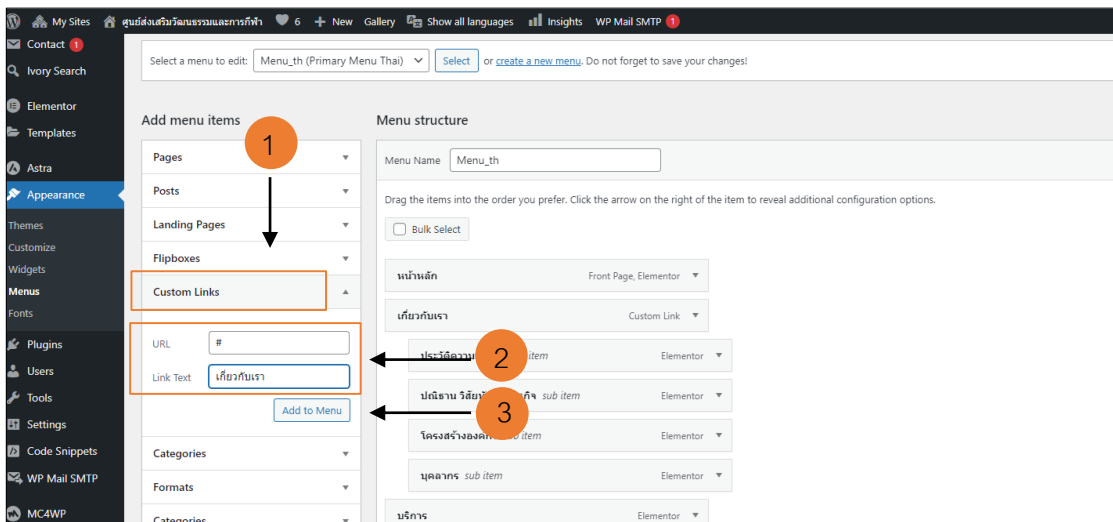 My Sites ศูนย์ส่งเสริมวัฒนธรรมและการกีฬา 6 + New Gallery Show all languages Insights WP Mail SMTP 1
Contact 1
Ivory Search
Elementor
Templates
Astra
Appearance
Themes
Customize
Widgets
Menus
Fonts
Plugins
Users
Tools
Settings
Code Snippets
WP Mail SMTP
MC4WP
Select a menu to edit: Menu_th (Primary Menu Thai) Select or create a new menu. Do not forget to save your changes!
Add menu items
1
Pages
Posts
Landing Pages
Flipboxes
Custom Links
URL #
Link Text เกี่ยวกับเรา
2
Add to Menu
3
Categories
Formats
Categories
Menu structure
Menu Name Menu_th
Drag the items into the order you prefer. Click the arrow on the right of the item to reveal additional configuration options.
Bulk Select
หน้าหลัก Front Page, Elementor
เกี่ยวกับเรา Custom Link
item Elementor
ปณิธาน sub item Elementor
item Elementor
บุคลากร sub item Elementor
บริการ Elementor